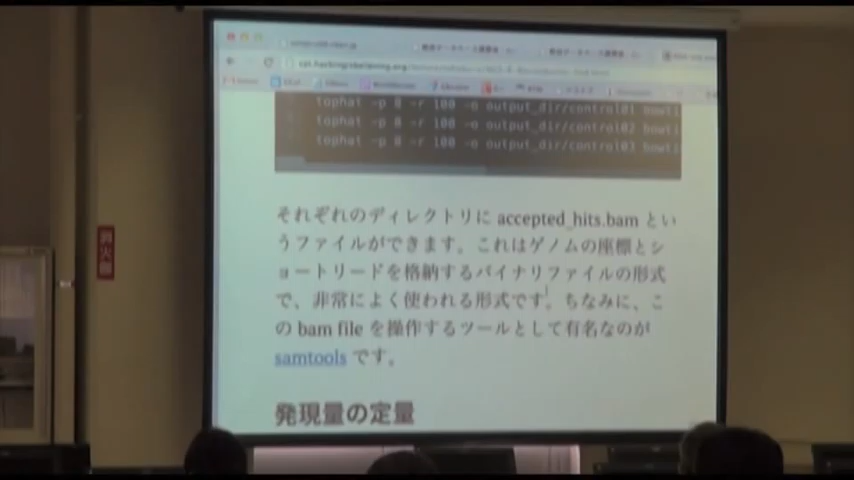 tophat -p 8 -r 100 -o output_dir/control01 bowti
tophat -p 8 -r 100 -o output_dir/control02 bowti
tophat -p 8 -r 100 -o output_dir/control03 bowti
それぞれのディレクトリに accepted_hits.bam とい
うファイルができます。これはゲノムの座標とシ
ョートリードを格納するバイナリファイルの形式
で、非常によく使われる形式です。ちなみに、こ
の bam file を操作するツールとして有名なのが
samtools です。
発現量の定量
消火器